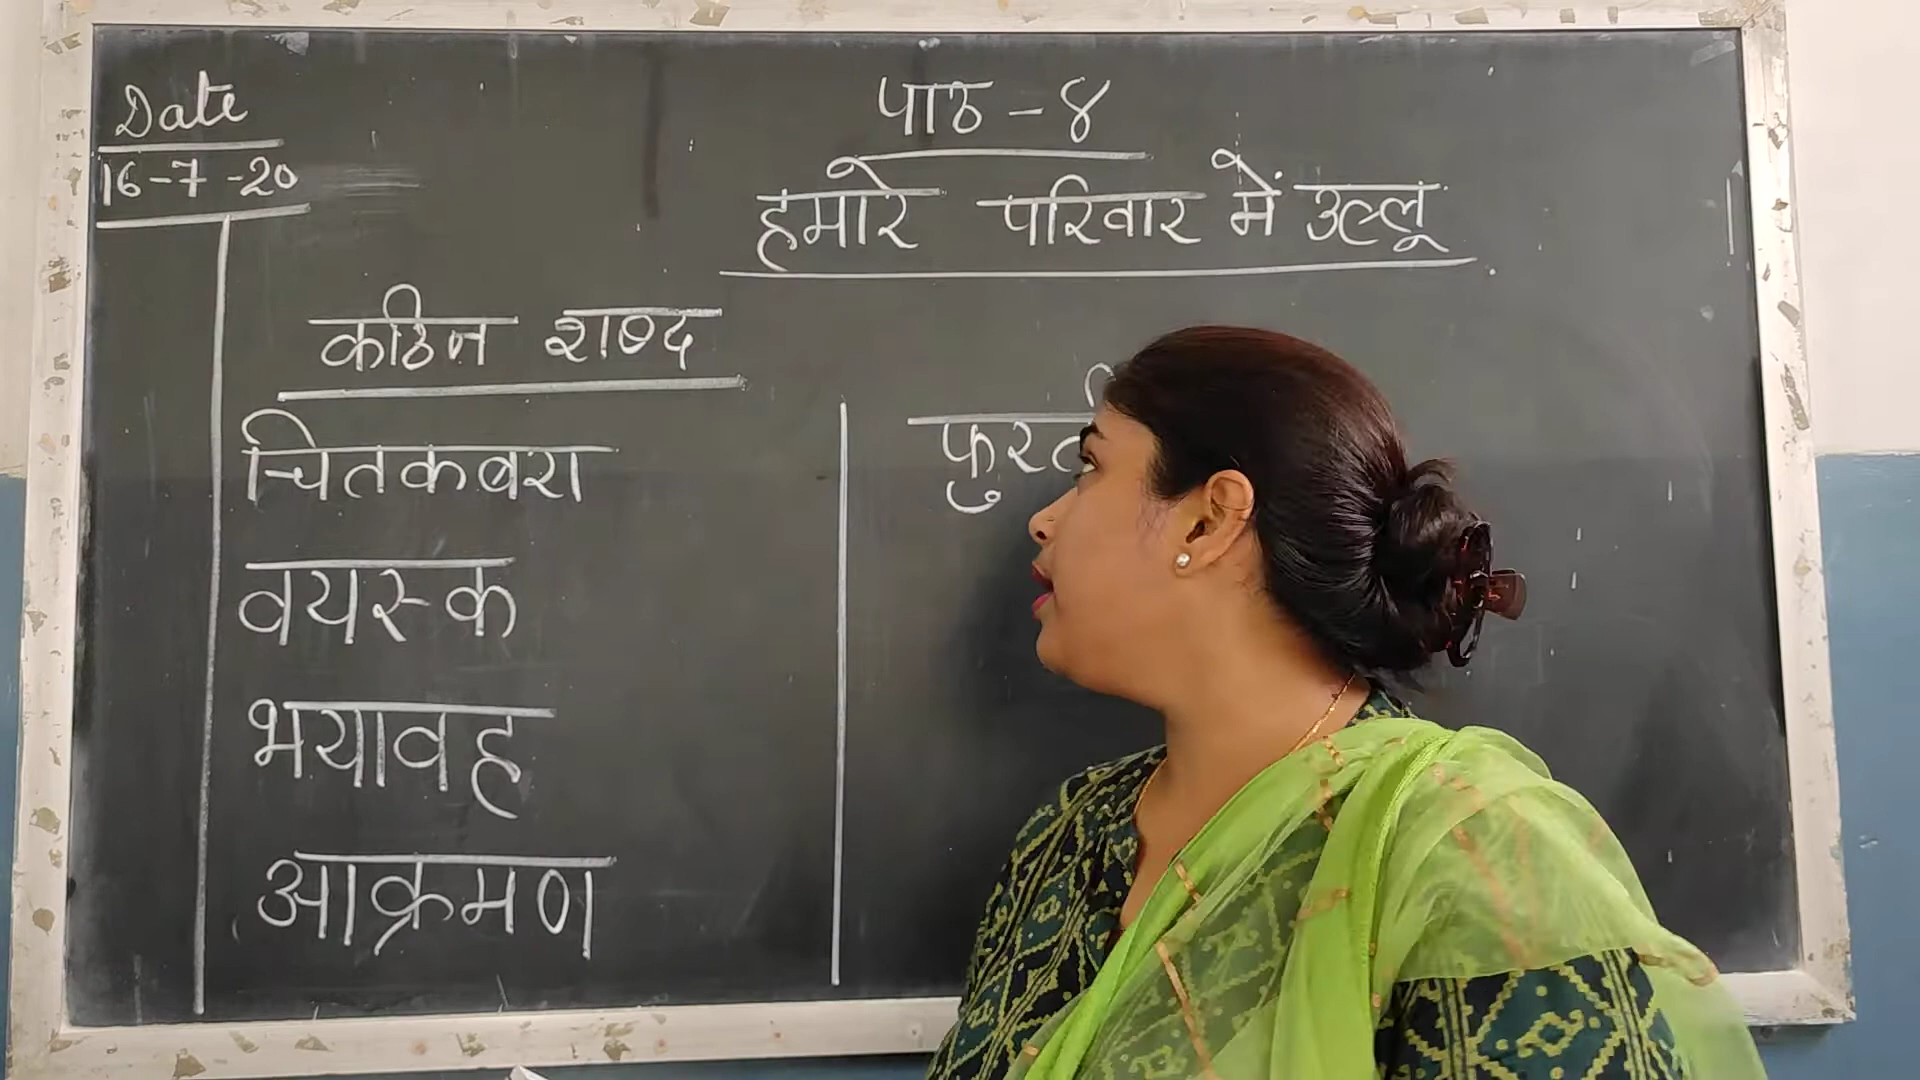 Date
16-7-20
पाठ - ४
हमारे परिवार में उल्लू
कठिन शब्द
चितकबरा
वयस्क
भयावह
आक्रमण